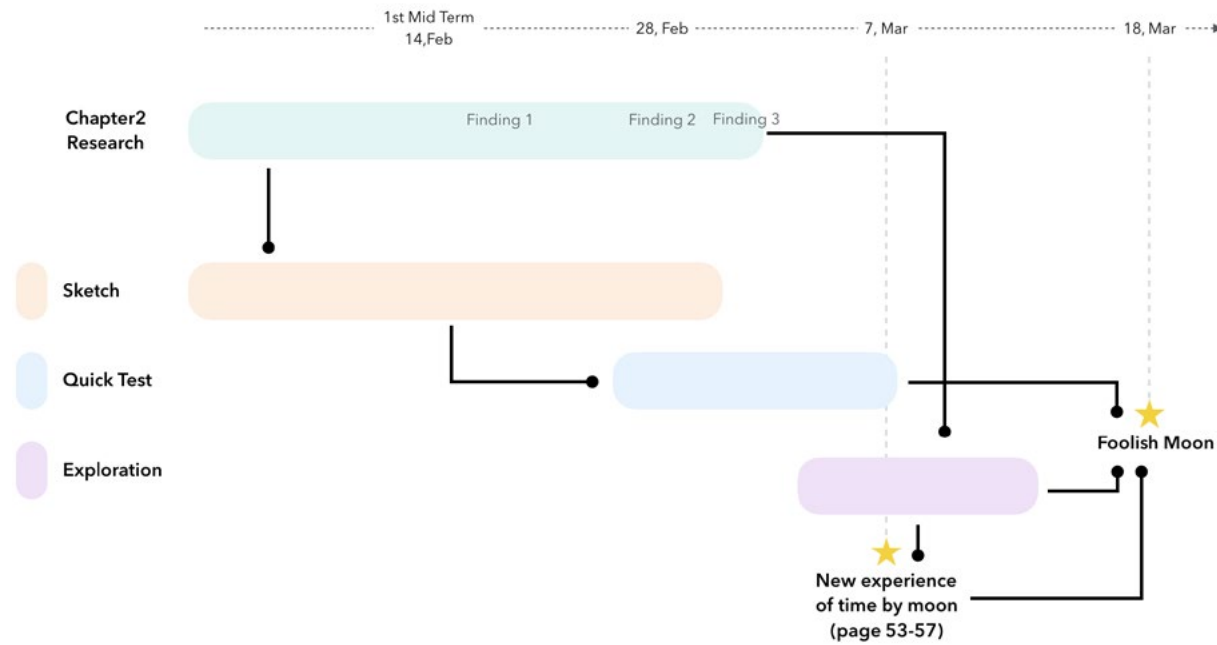 1st Mid Term
14,Feb
28, Feb
7, Mar
18, Mar
Chapter2
Research
Finding 1
Finding 2
Finding 3
Sketch
Quick Test
Exploration
Foolish Moon
New experience
of time by moon
(page 53-57)